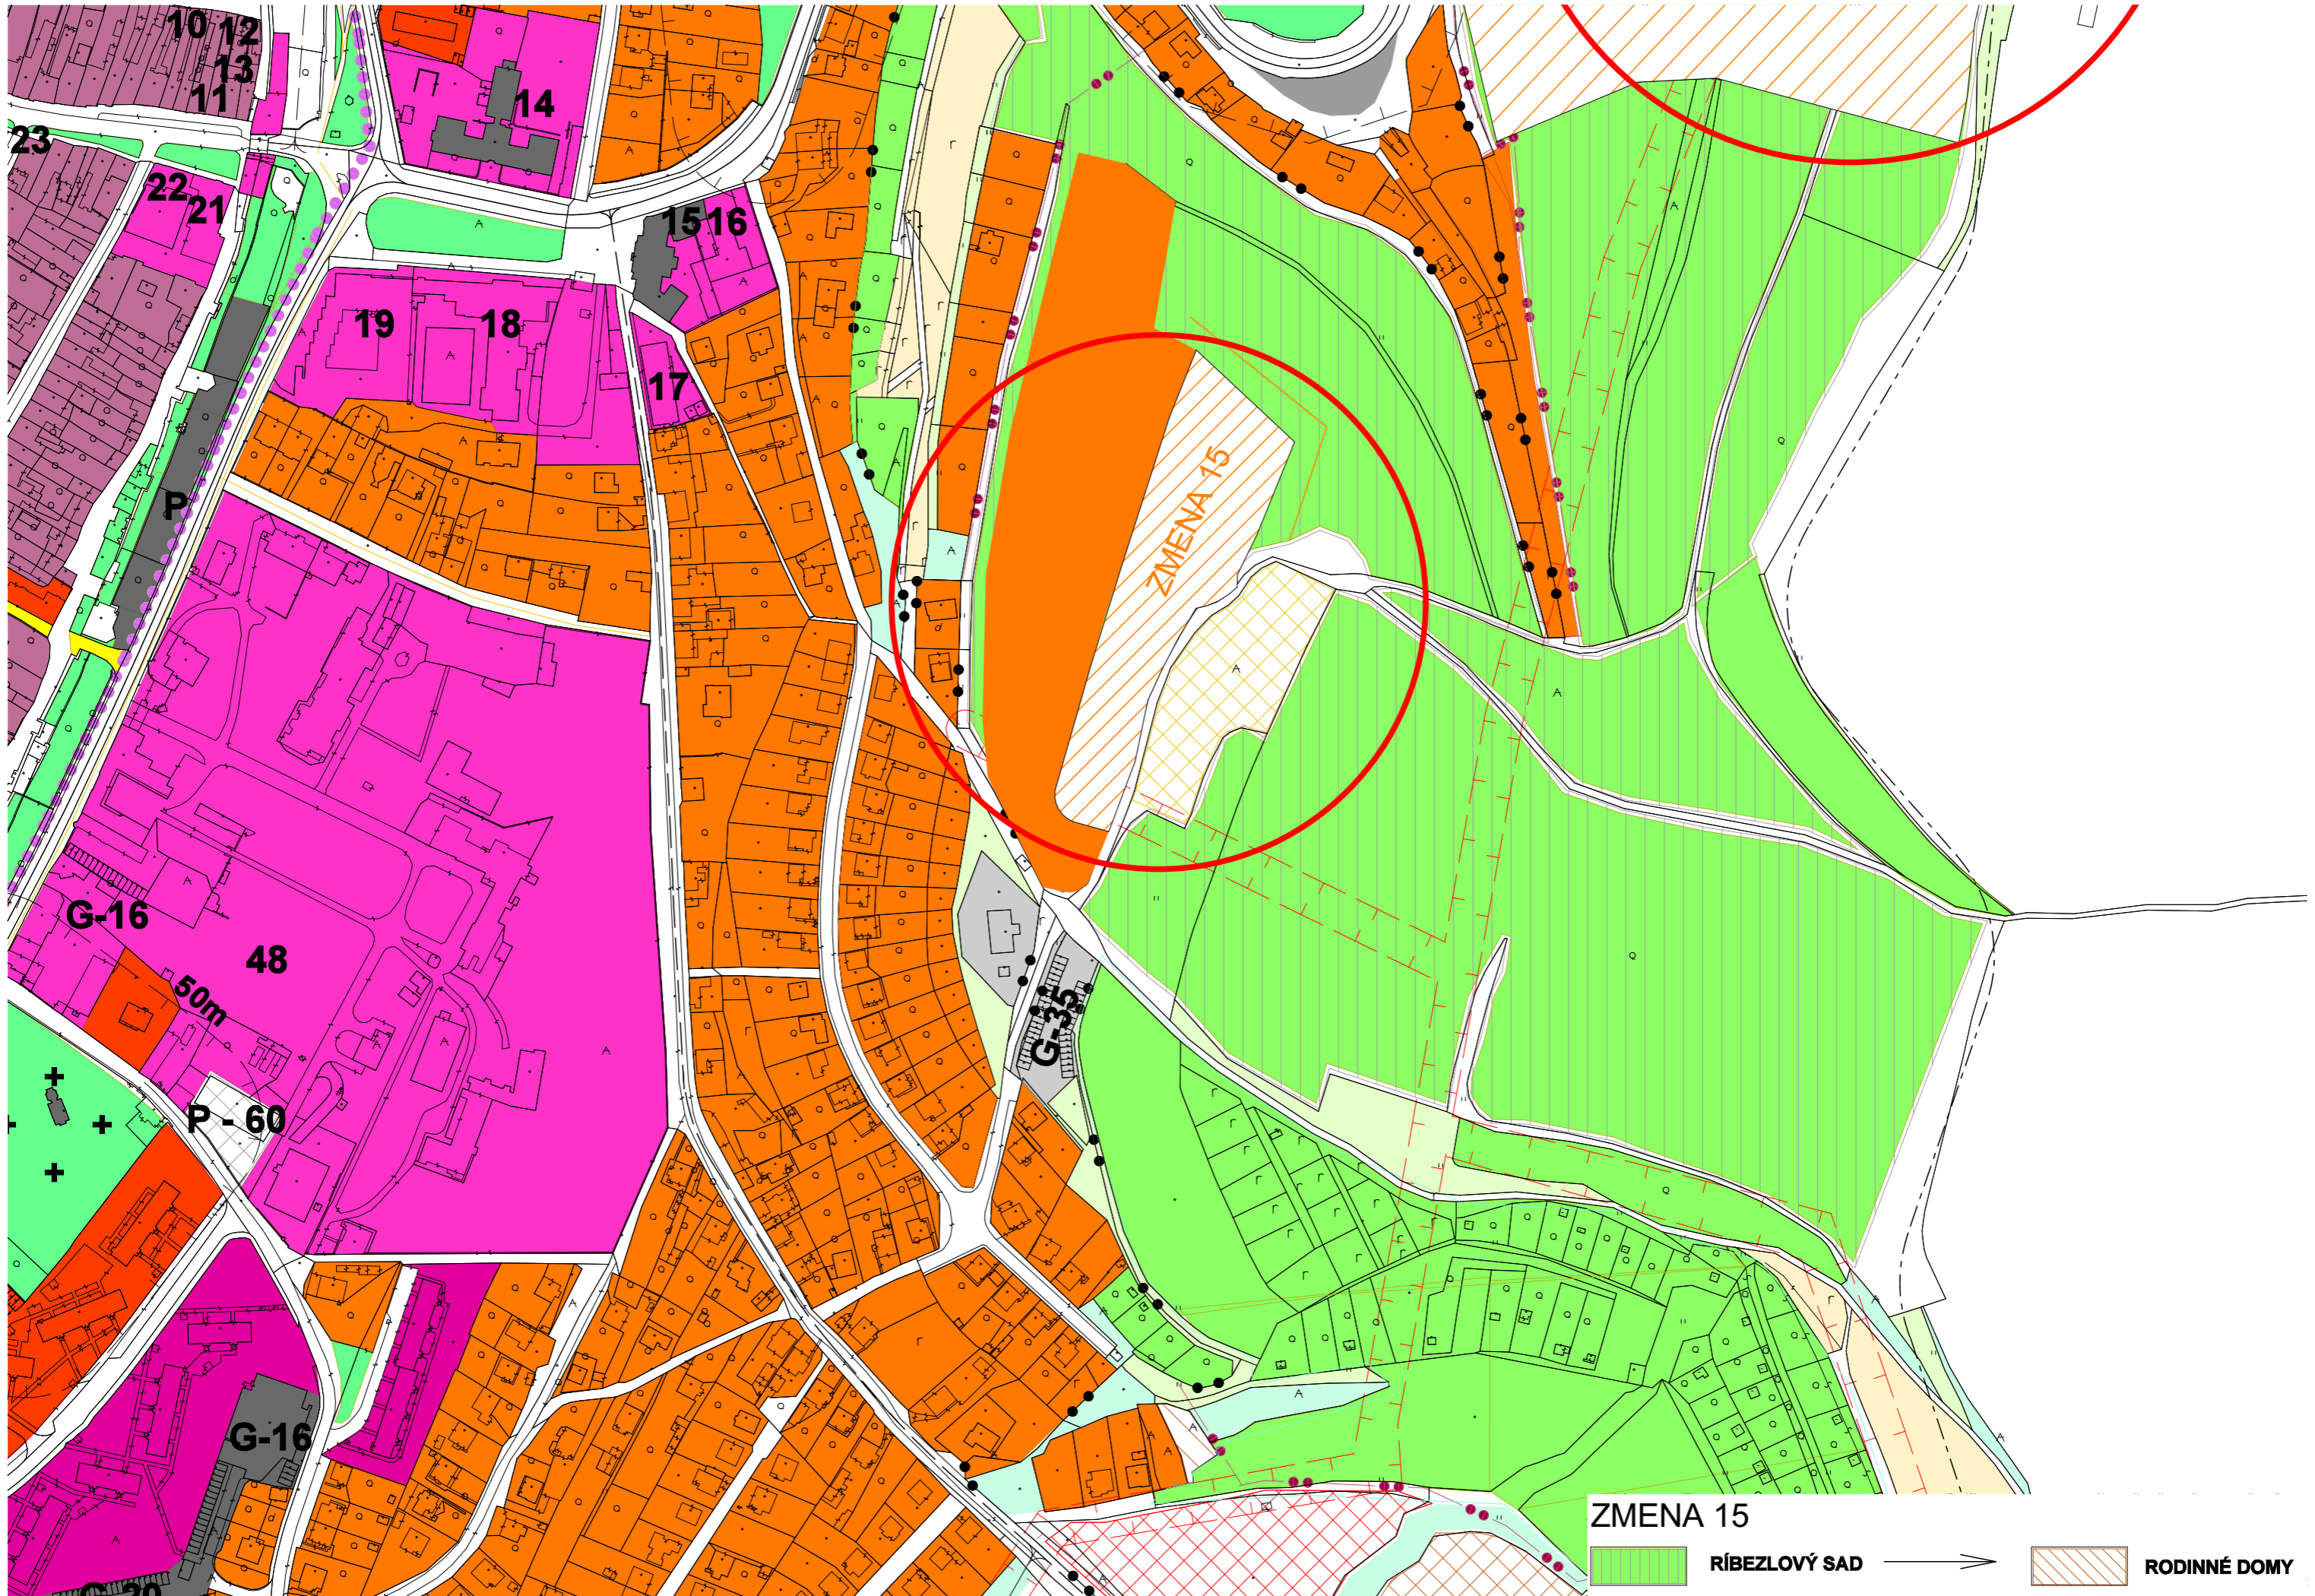 10 12
13
11
14
23
22
21
15 16
19
18
17
P
ZMENA 15
G-16
48
50m
G-35
P - 60
G-16
ZMENA 15
RÍBEZLOVÝ SAD
RODINNÉ DOMY